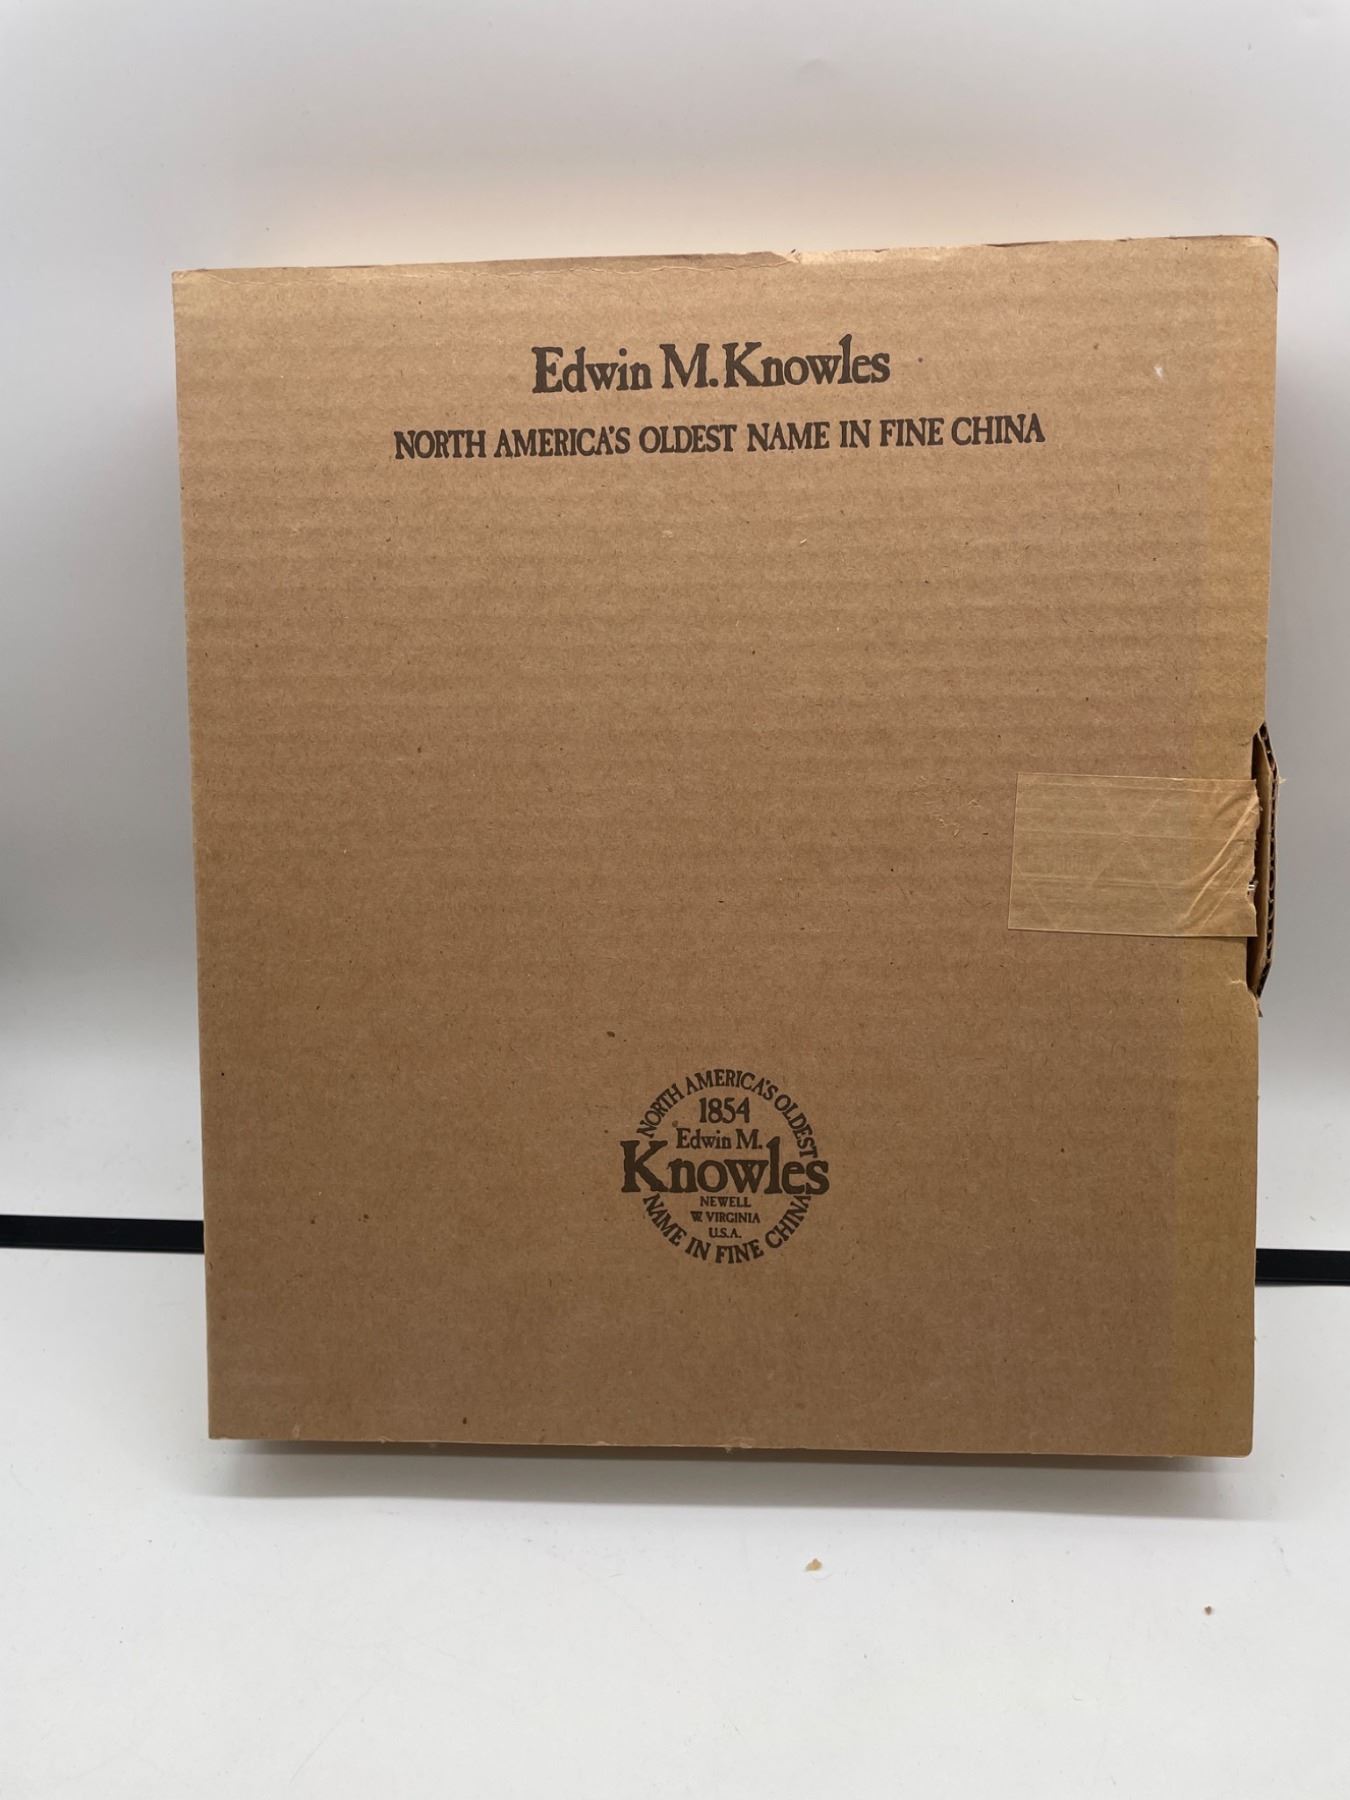 Edwin M. Knowles
NORTH AMERICA'S OLDEST NAME IN FINE CHINA
NORTH AMERICA'S OLDEST
1854
Edwin M.
Knowles
NEWELL
W. VIRGINIA
U.S.A.
NAME IN FINE CHINA